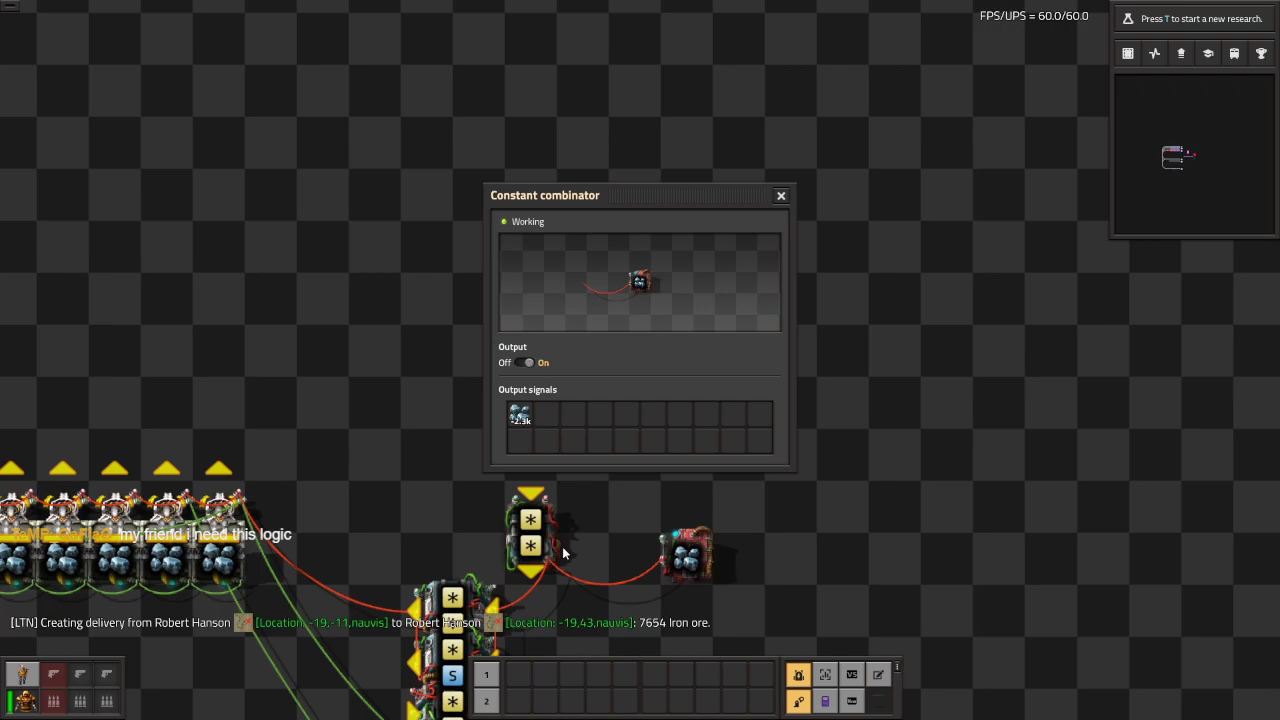 FPS/UPS = 60.0/60.0
Press T to start a new research.
Constant combinator
Working
Output
Off On
Output signals
-2.3k
my friend i need this logic
[LTN] Creating delivery from Robert Hanson [Location: -19,-11,nauvis] to Robert Hanson [Location: -19,43,nauvis]: 7654 Iron ore.
S
1
2